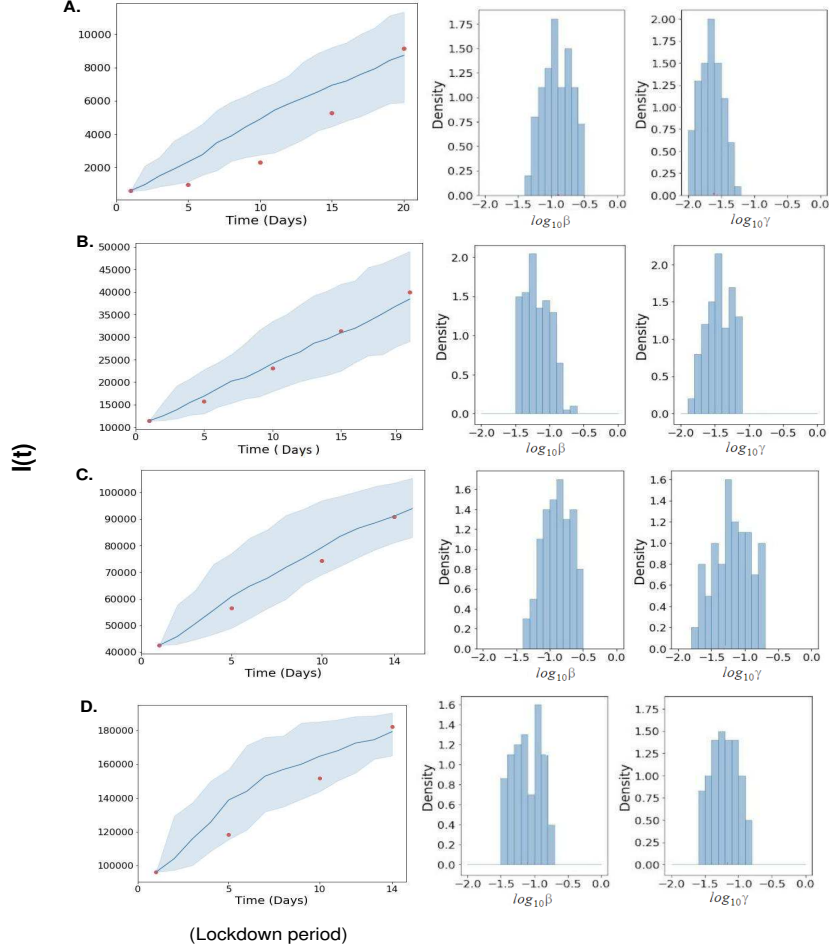 A.
10000
8000
6000
4000
2000
0 5 10 15 20
Time (Days)
Density
2.00
1.75
1.50
1.25
1.00
0.75
0.50
0.25
0.00
−2.0 −1.5 −1.0 −0.5 0.0
log10β
Density
2.00
1.75
1.50
1.25
1.00
0.75
0.50
0.25
0.00
−2.0 −1.5 −1.0 −0.5 0.0
log10γ
B.
50000
45000
40000
35000
30000
25000
20000
15000
10000
0 5 10 15 19
Time ( Days )
Density
2.0
1.5
1.0
0.5
0.0
−2.0 −1.5 −1.0 −0.5 0.0
log10β
Density
2.0
1.5
1.0
0.5
0.0
−2.0 −1.5 −1.0 −0.5 0.0
log10γ
I(t)
C.
100000
90000
80000
70000
60000
50000
40000
0 5 10 14
Time (Days)
Density
1.6
1.4
1.2
1.0
0.8
0.6
0.4
0.2
0.0
−2.0 −1.5 −1.0 −0.5 0.0
log10β
Density
1.6
1.4
1.2
1.0
0.8
0.6
0.4
0.2
0.0
−2.0 −1.5 −1.0 −0.5 0.0
log10γ
D.
180000
160000
140000
120000
100000
0 5 10 14
Time (Days)
Density
1.6
1.4
1.2
1.0
0.8
0.6
0.4
0.2
0.0
−2.0 −1.5 −1.0 −0.5 0.0
log10β
Density
1.75
1.50
1.25
1.00
0.75
0.50
0.25
0.00
−2.0 −1.5 −1.0 −0.5 0.0
log10γ
(Lockdown period)